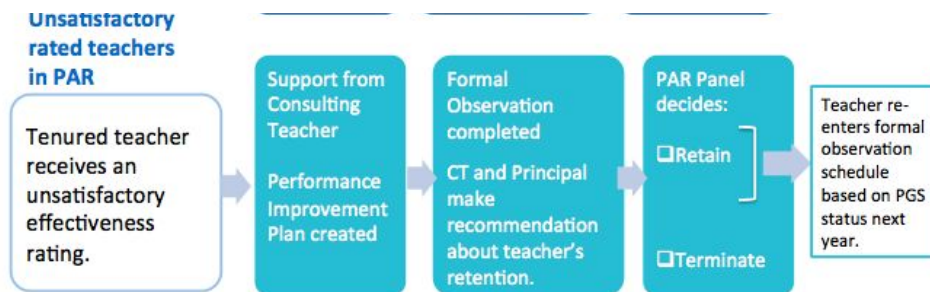 Unsatisfactory
rated teachers
in PAR
Tenured teacher
receives an
unsatisfactory
effectiveness
rating.
Support from
Consulting
Teacher
Performance
Improvement
Plan created
Formal
Observation
completed
CT and Principal
make
recommendation
about teacher’s
retention.
PAR Panel
decides:
❑Retain
❑Terminate
Teacher re-
enters formal
observation
schedule
based on PGS
status next
year.